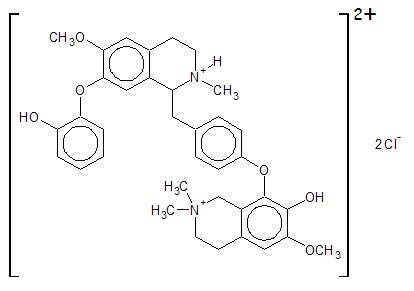 2+
CH₃O
H
N⁺
CH₃
O
HO
2Cl⁻
O
H₃C
H₃C N⁺
OH
OCH₃